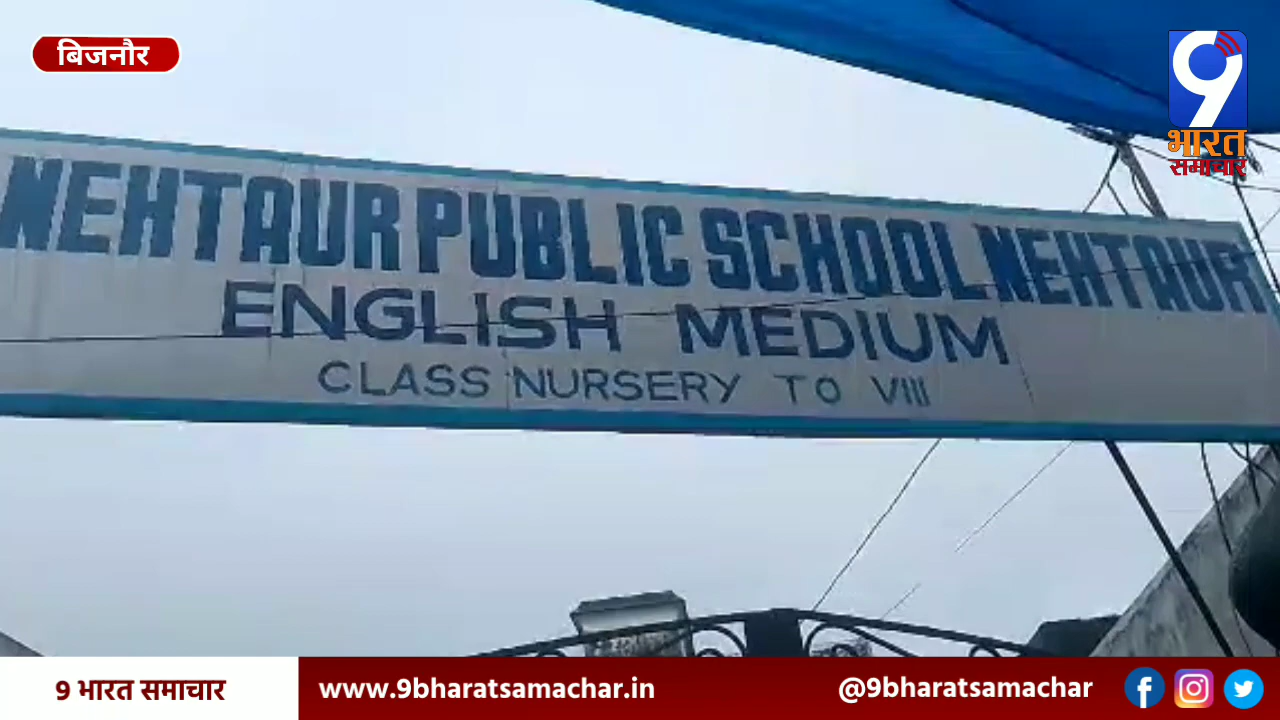 बिजनौर
9
भारत
समाचार
NEHTAUR PUBLIC SCHOOL NEHTAUR
ENGLISH MEDIUM
CLASS NURSERY TO VIII
9 भारत समाचार
www.9bharatsamachar.in
@9bharatsamachar